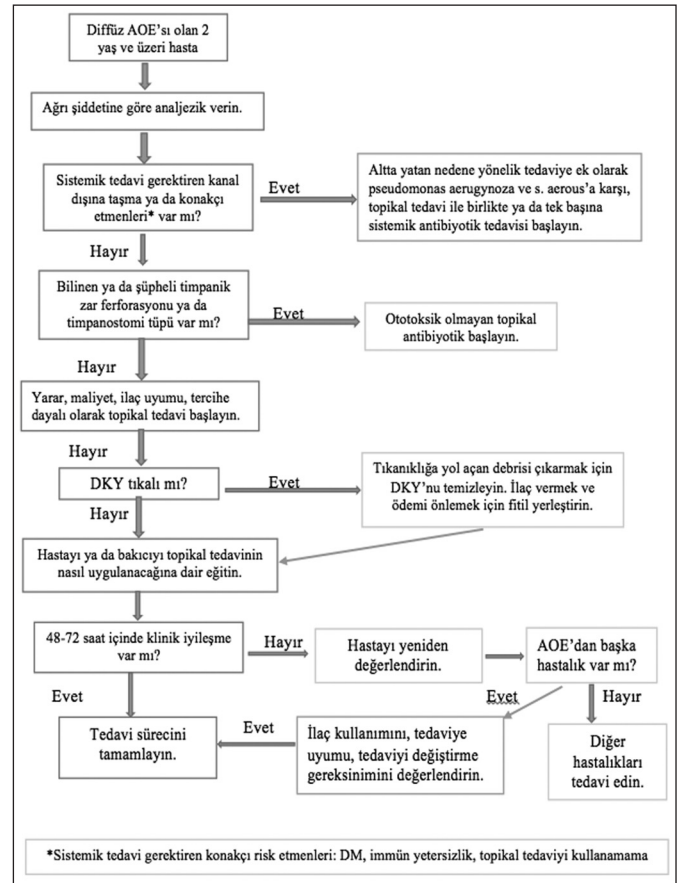 Diffüz AOE'sı olan 2
yaş ve üzeri hasta
Ağrı şiddetine göre analjezik verin.
Sistemik tedavi gerektiren kanal
dışına taşma ya da konakçı
etmenleri* var mı?
Evet
Altta yatan nedene yönelik tedaviye ek olarak
pseudomonas aerugynoza ve s. aerous'a karşı,
topikal tedavi ile birlikte ya da tek başına
sistemik antibiyotik tedavisi başlayın.
Hayır
Bilinen ya da şüpheli timpanik
zar ferforasyonu ya da
timpanostomi tüpü var mı?
Evet
Ototoksik olmayan topikal
antibiyotik başlayın.
Hayır
Yarar, maliyet, ilaç uyumu, tercihe
dayalı olarak topikal tedavi başlayın.
Hayır
DKY tıkalı mı?
Evet
Tıkanıklığa yol açan debrisi çıkarmak için
DKY'nu temizleyin. İlaç vermek ve
ödemi önlemek için fitil yerleştirin.
Hayır
Hastayı ya da bakıcıyı topikal tedavinin
nasıl uygulanacağına dair eğitin.
48-72 saat içinde klinik iyileşme
var mı?
Hayır
Hastayı yeniden
değerlendirin.
AOE'dan başka
hastalık var mı?
Evet
Evet
Hayır
Tedavi sürecini
tamamlayın.
Evet
İlaç kullanımını, tedaviye
uyumu, tedaviyi değiştirme
gereksinimini değerlendirin.
Diğer
hastalıkları
tedavi edin.
*Sistemik tedavi gerektiren konakçı risk etmenleri: DM, immün yetersizlik, topikal tedaviyi kullanamama